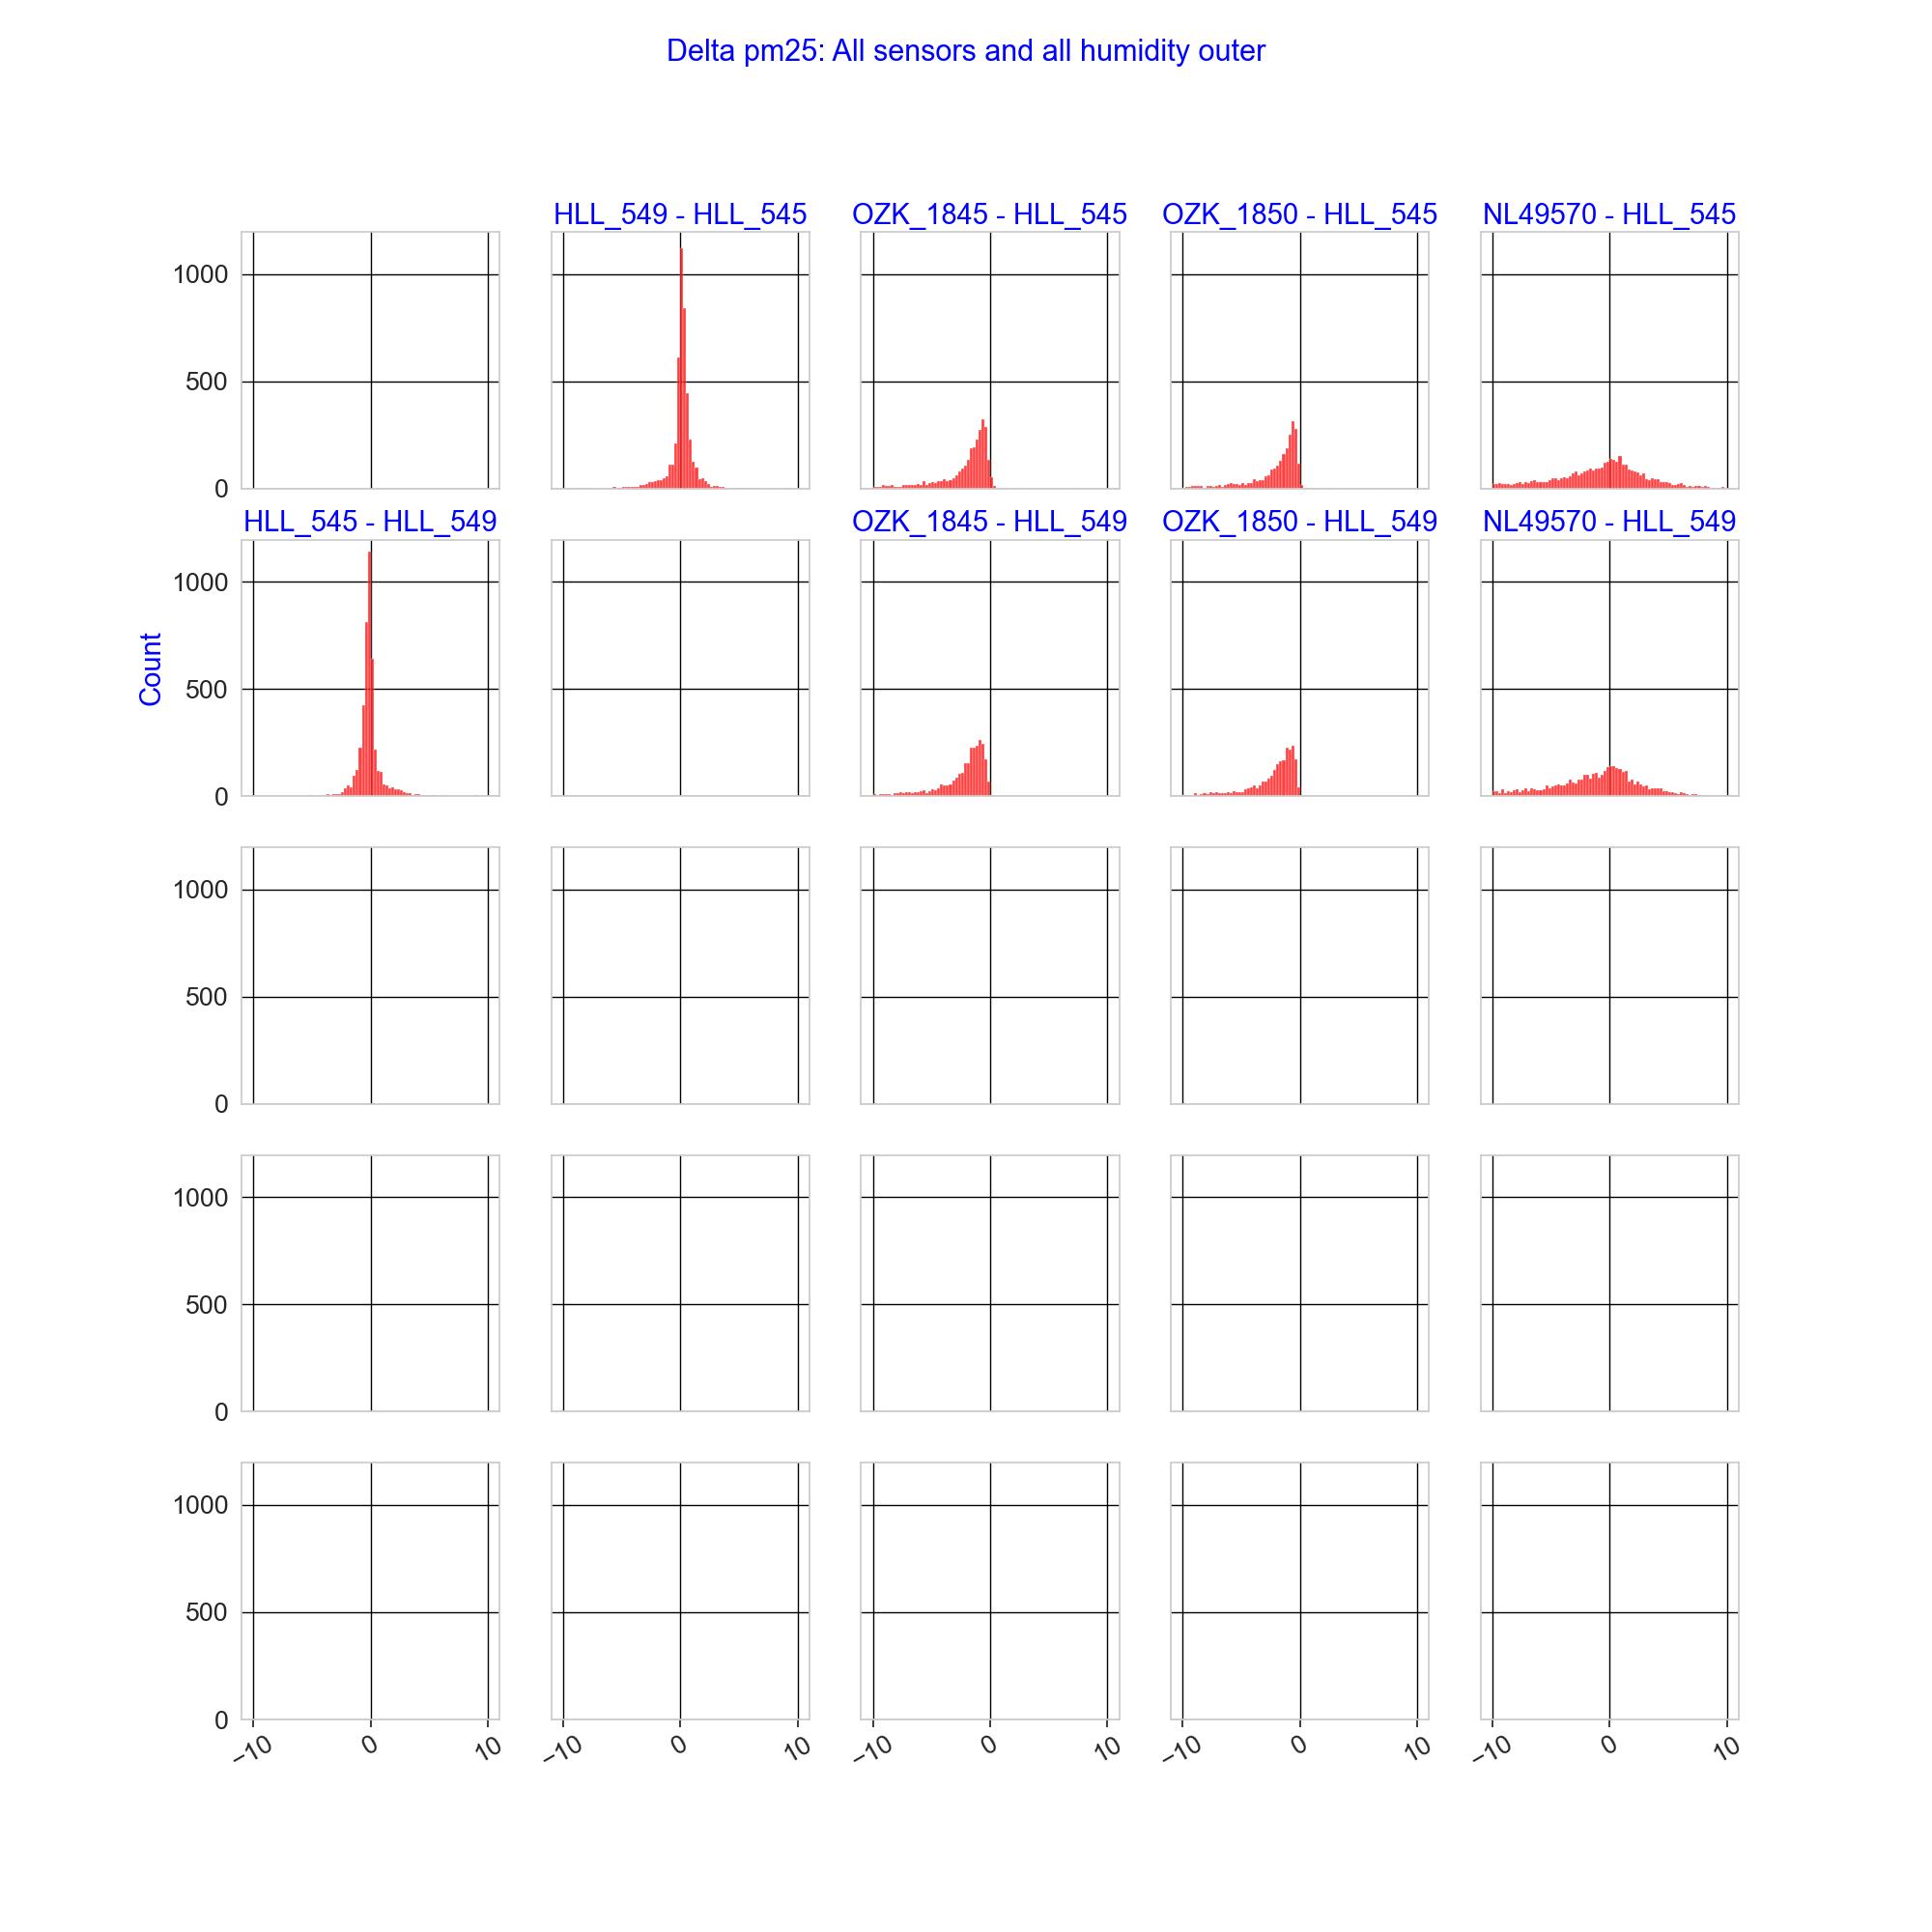 Delta pm25: All sensors and all humidity outer
HLL_549 - HLL_545
OZK_1845 - HLL_545
OZK_1850 - HLL_545
NL49570 - HLL_545
1000
500
0
HLL_545 - HLL_549
OZK_1845 - HLL_549
OZK_1850 - HLL_549
NL49570 - HLL_549
Count
1000
500
0
1000
500
0
1000
500
0
1000
500
0
−10 0 10
−10 0 10
−10 0 10
−10 0 10
−10 0 10